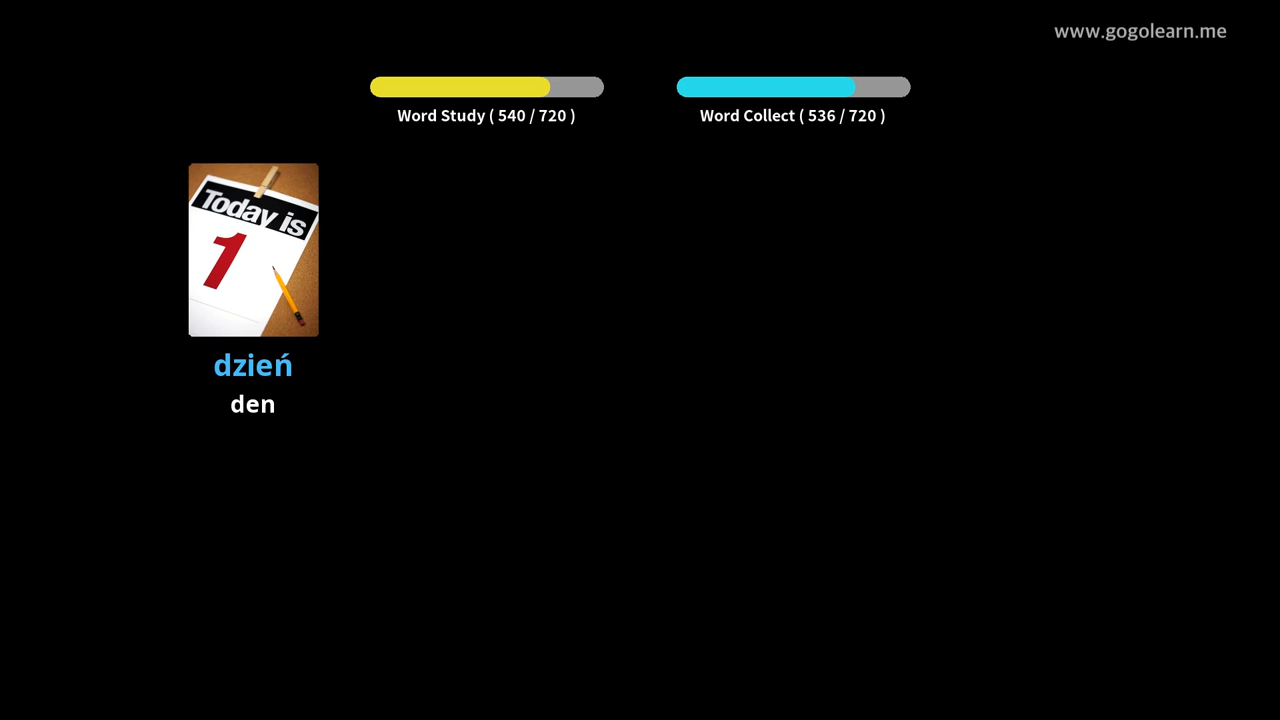 www.gogolearn.me
Word Study ( 540 / 720 )
Word Collect ( 536 / 720 )
Today is
1
dzień
den